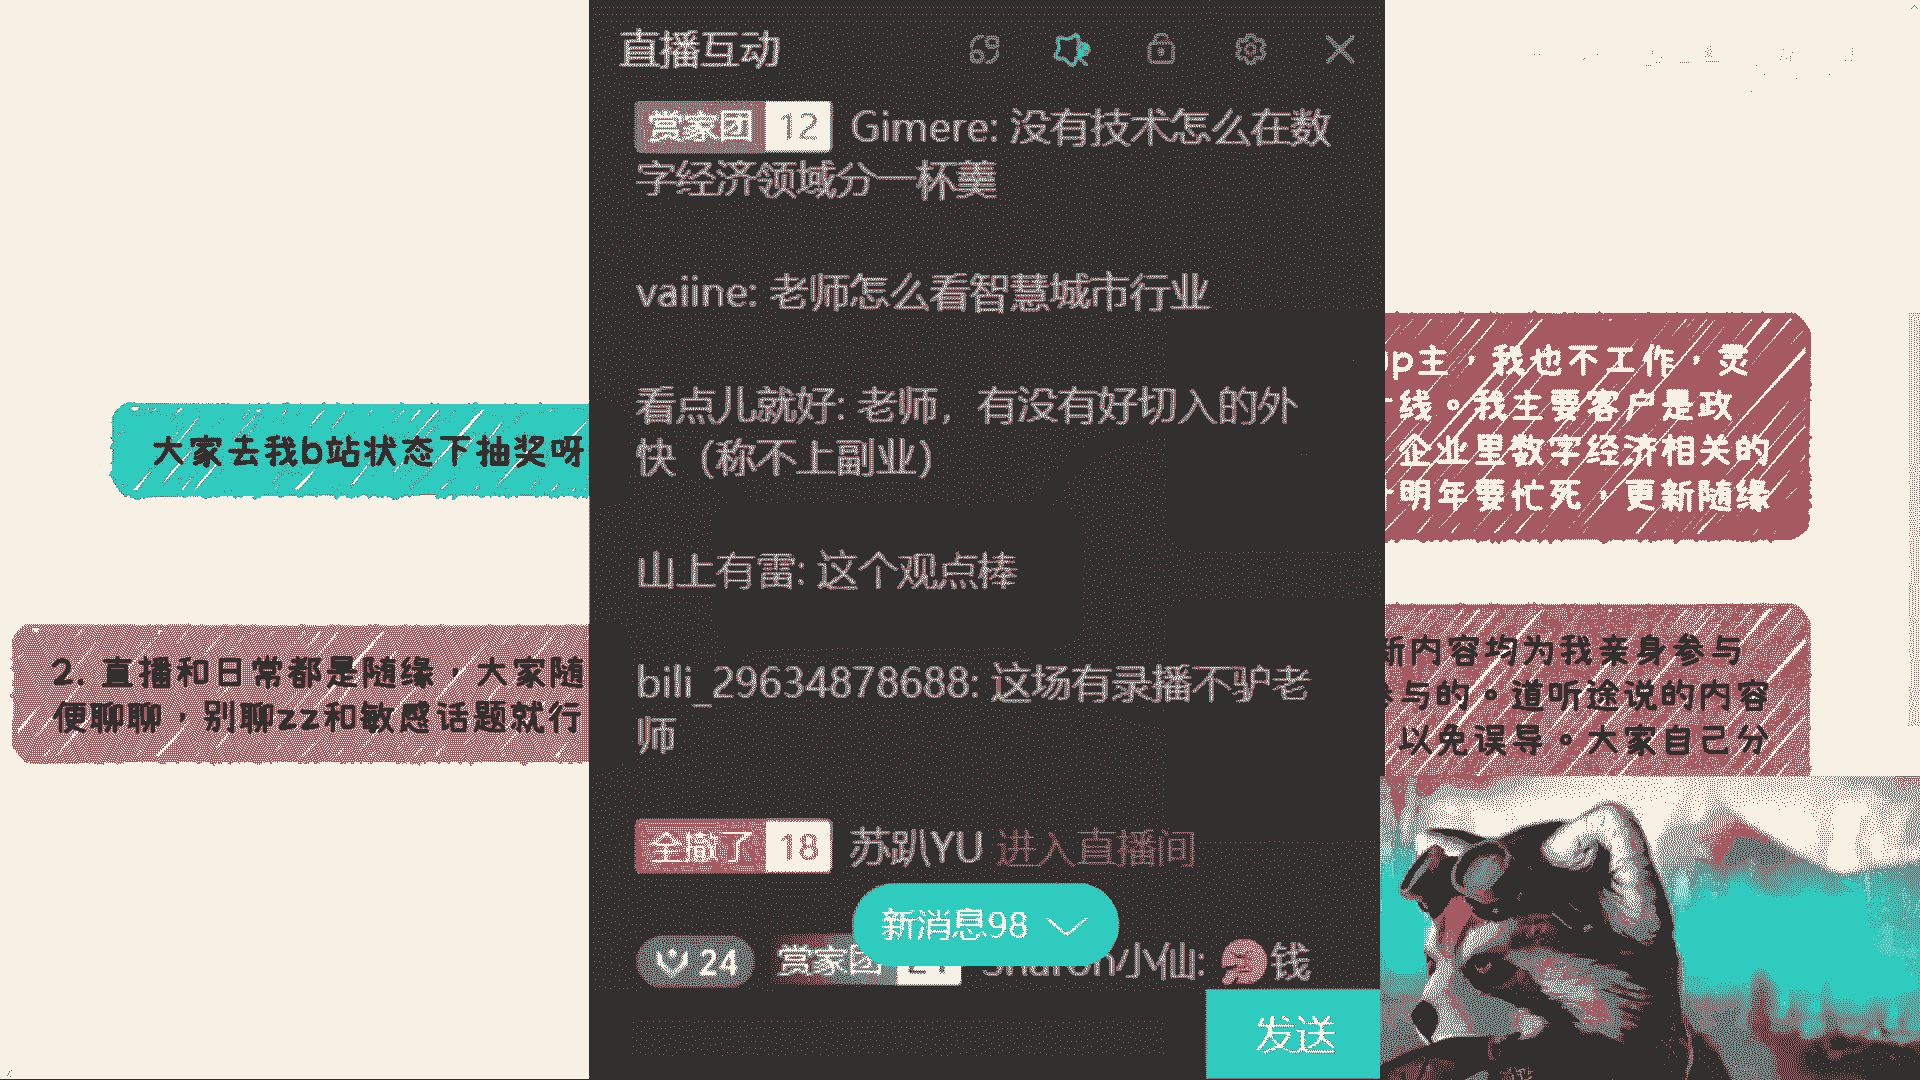 直播互动
赏家团 12 Gimere: 没有技术怎么在数
字经济领域分一杯羹
vaiine: 老师怎么看智慧城市行业
看点儿就好: 老师，有没有好切入的外
快（称不上副业）
山上有雷: 这个观点棒
bili_29634878688: 这场有录播不驴老
师
全撤了 18 苏趴YU 进入直播间
新消息98
24 赏家团 小仙: 钱
发送
大家去我b站状态下抽奖呀
2. 直播和日常都是随缘，大家随
便聊聊，别聊zz和敏感话题就行
p主，我也不工作，灵
线。我主要客户是政
企业里数字经济相关的
明年要忙死，更新随缘
新内容均为我亲身参与
参与的。道听途说的内容
以免误导。大家自己分